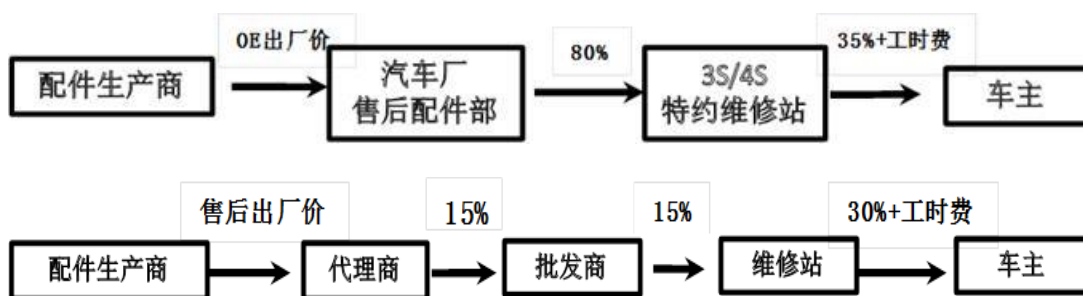 OE出厂价
80%
35%+工时费
配件生产商
汽车厂
售后配件部
3S/4S
特约维修站
车主
售后出厂价
15%
15%
30%+工时费
配件生产商
代理商
批发商
维修站
车主